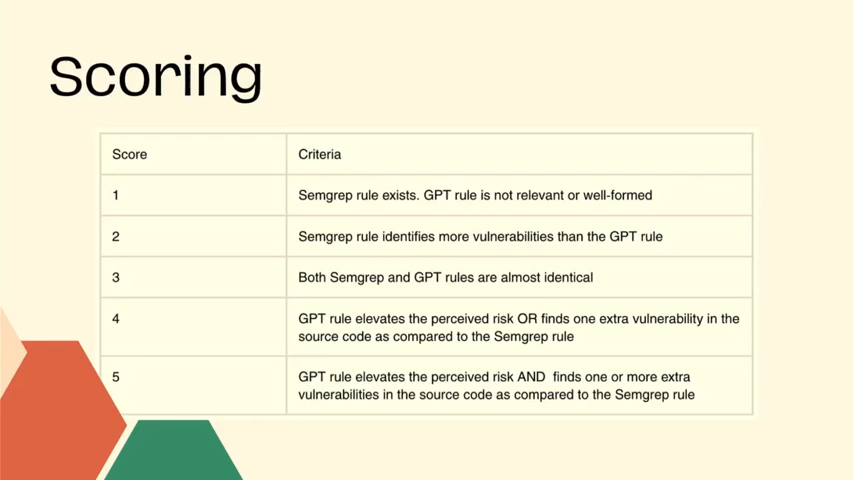 Scoring
Score
Criteria
1
Semgrep rule exists. GPT rule is not relevant or well-formed
2
Semgrep rule identifies more vulnerabilities than the GPT rule
3
Both Semgrep and GPT rules are almost identical
4
GPT rule elevates the perceived risk OR finds one extra vulnerability in the
source code as compared to the Semgrep rule
5
GPT rule elevates the perceived risk AND  finds one or more extra
vulnerabilities in the source code as compared to the Semgrep rule